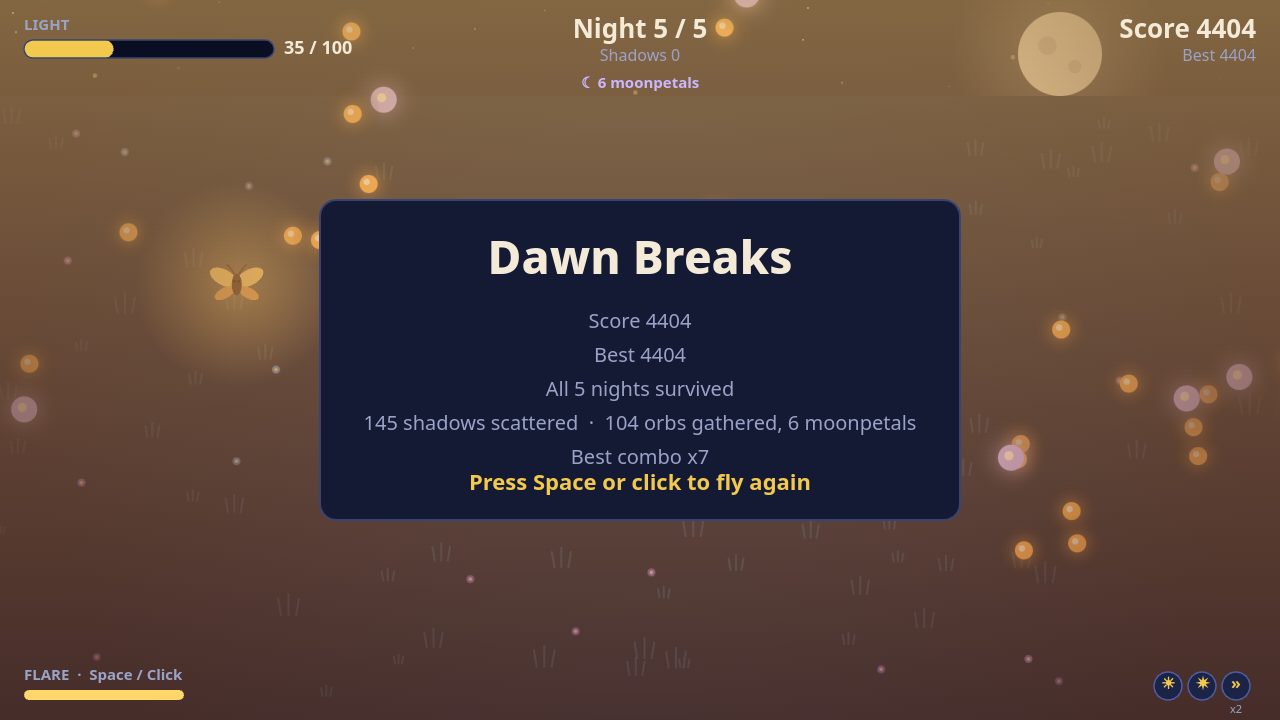 LIGHT
35 / 100
Night 5 / 5
Shadows 0
☾ 6 moonpetals
Score 4404
Best 4404
Dawn Breaks
Score 4404
Best 4404
All 5 nights survived
145 shadows scattered · 104 orbs gathered, 6 moonpetals
Best combo x7
Press Space or click to fly again
FLARE · Space / Click
x2